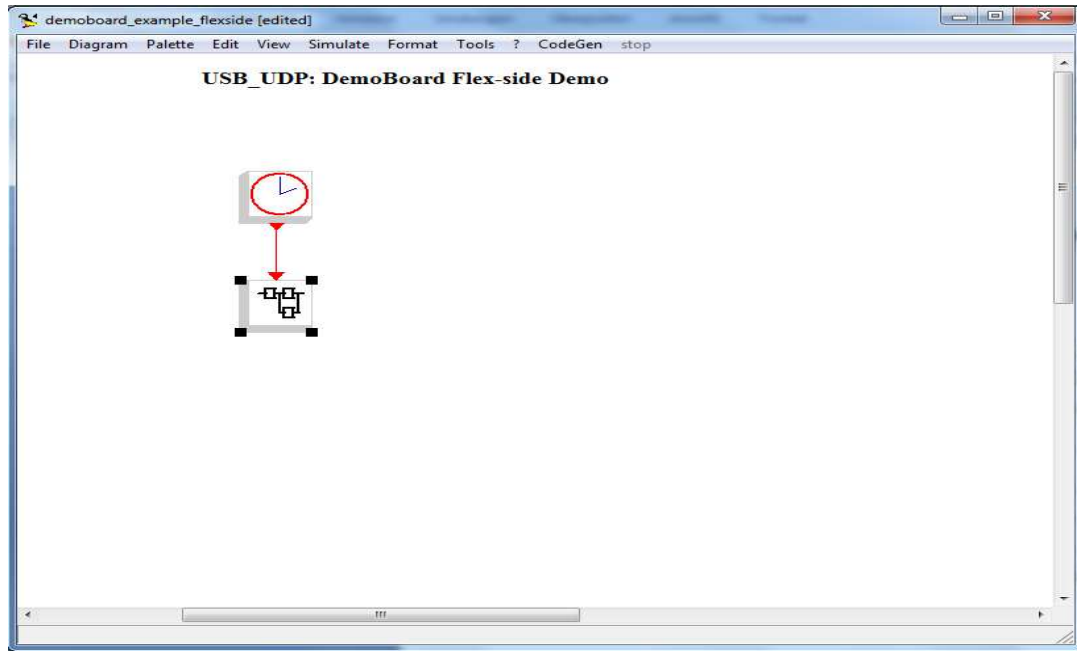 demoboard_example_flexside [edited]
File Diagram Palette Edit View Simulate Format Tools ? CodeGen stop
USB_UDP: DemoBoard Flex-side Demo